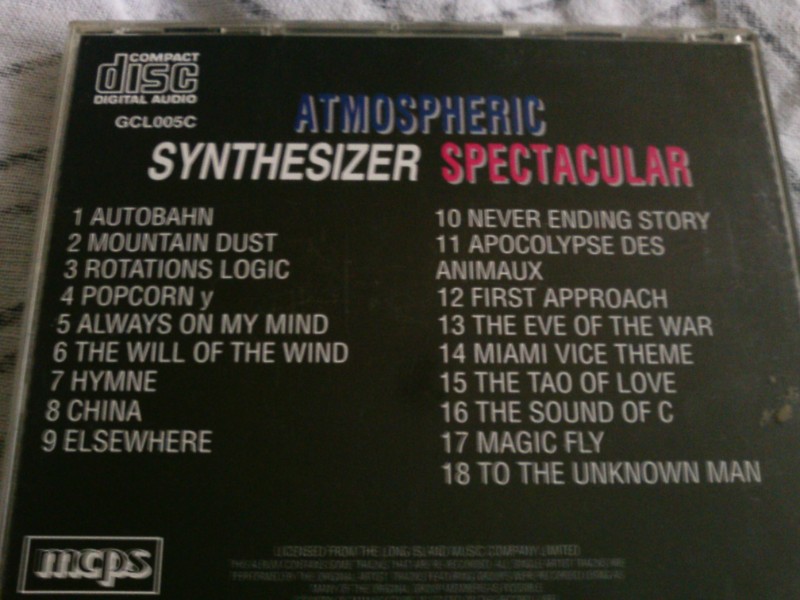 COMPACT
disc
DIGITAL AUDIO
GCL005C
ATMOSPHERIC
SYNTHESIZER SPECTACULAR
1 AUTOBAHN
2 MOUNTAIN DUST
3 ROTATIONS LOGIC
4 POPCORN y
5 ALWAYS ON MY MIND
6 THE WILL OF THE WIND
7 HYMNE
8 CHINA
9 ELSEWHERE
10 NEVER ENDING STORY
11 APOCOLYPSE DES
ANIMAUX
12 FIRST APPROACH
13 THE EVE OF THE WAR
14 MIAMI VICE THEME
15 THE TAO OF LOVE
16 THE SOUND OF C
17 MAGIC FLY
18 TO THE UNKNOWN MAN
mcps
LICENSED FROM THE LONG ISLAND MUSIC COMPANY LIMITED